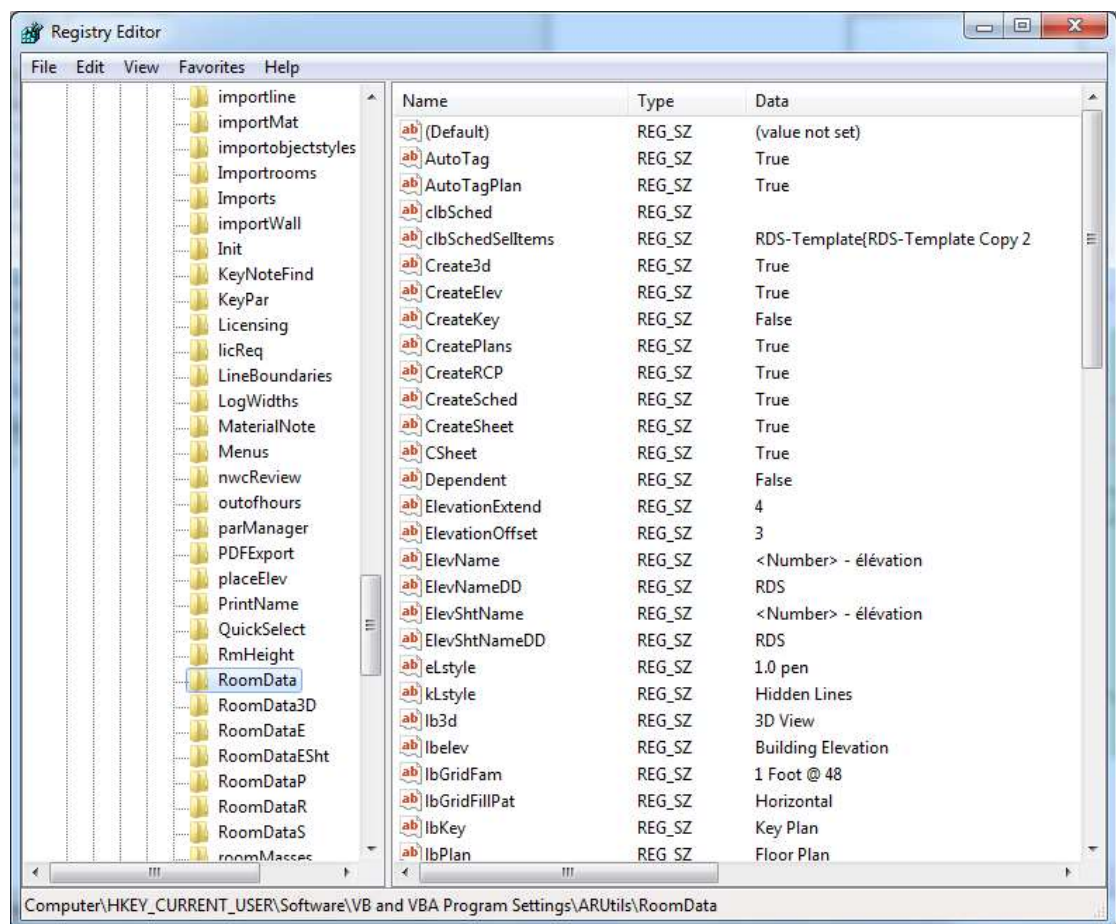 Registry Editor
File Edit View Favorites Help
importline
importMat
importobjectstyles
Importrooms
Imports
importWall
Init
KeyNoteFind
KeyPar
Licensing
licReq
LineBoundaries
LogWidths
MaterialNote
Menus
nwcReview
outofhours
parManager
PDFExport
placeElev
PrintName
QuickSelect
RmHeight
RoomData
RoomData3D
RoomDataE
RoomDataESht
RoomDataP
RoomDataR
RoomDataS
roomMasses
Name Type Data
(Default) REG_SZ (value not set)
AutoTag REG_SZ True
AutoTagPlan REG_SZ True
clbSched REG_SZ
clbSchedSelItems REG_SZ RDS-Template{RDS-Template Copy 2
Create3d REG_SZ True
CreateElev REG_SZ True
CreateKey REG_SZ False
CreatePlans REG_SZ True
CreateRCP REG_SZ True
CreateSched REG_SZ True
CreateSheet REG_SZ True
CSheet REG_SZ True
Dependent REG_SZ False
ElevationExtend REG_SZ 4
ElevationOffset REG_SZ 3
ElevName REG_SZ <Number> - élévation
ElevNameDD REG_SZ RDS
ElevShtName REG_SZ <Number> - élévation
ElevShtNameDD REG_SZ RDS
eLstyle REG_SZ 1.0 pen
kLstyle REG_SZ Hidden Lines
lb3d REG_SZ 3D View
lbelev REG_SZ Building Elevation
lbGridFam REG_SZ 1 Foot @ 48
lbGridFillPat REG_SZ Horizontal
lbKey REG_SZ Key Plan
lbPlan REG_SZ Floor Plan
Computer\HKEY_CURRENT_USER\Software\VB and VBA Program Settings\ARUtils\RoomData